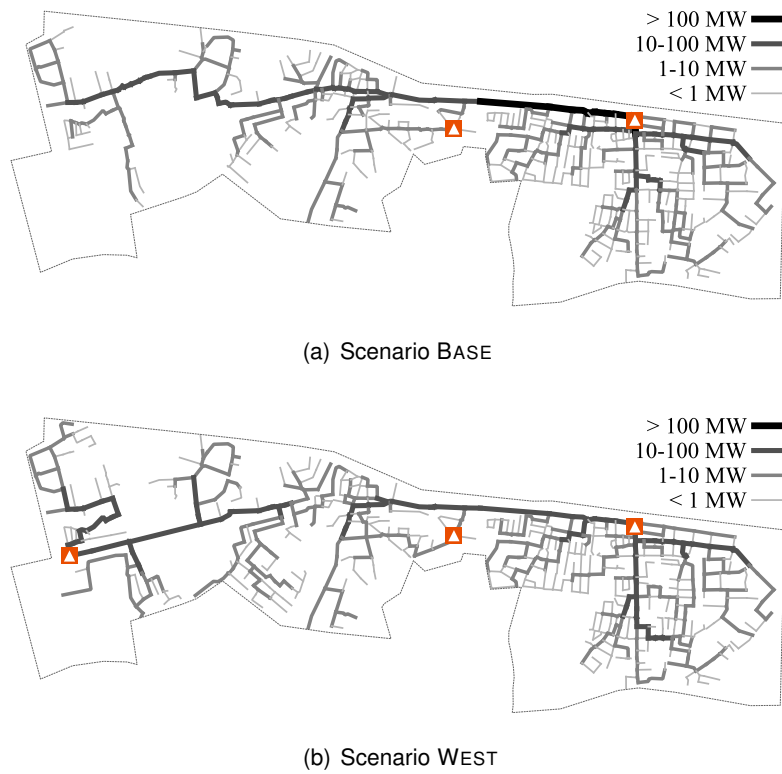 > 100 MW
10-100 MW
1-10 MW
< 1 MW
(a) Scenario BASE
> 100 MW
10-100 MW
1-10 MW
< 1 MW
(b) Scenario WEST